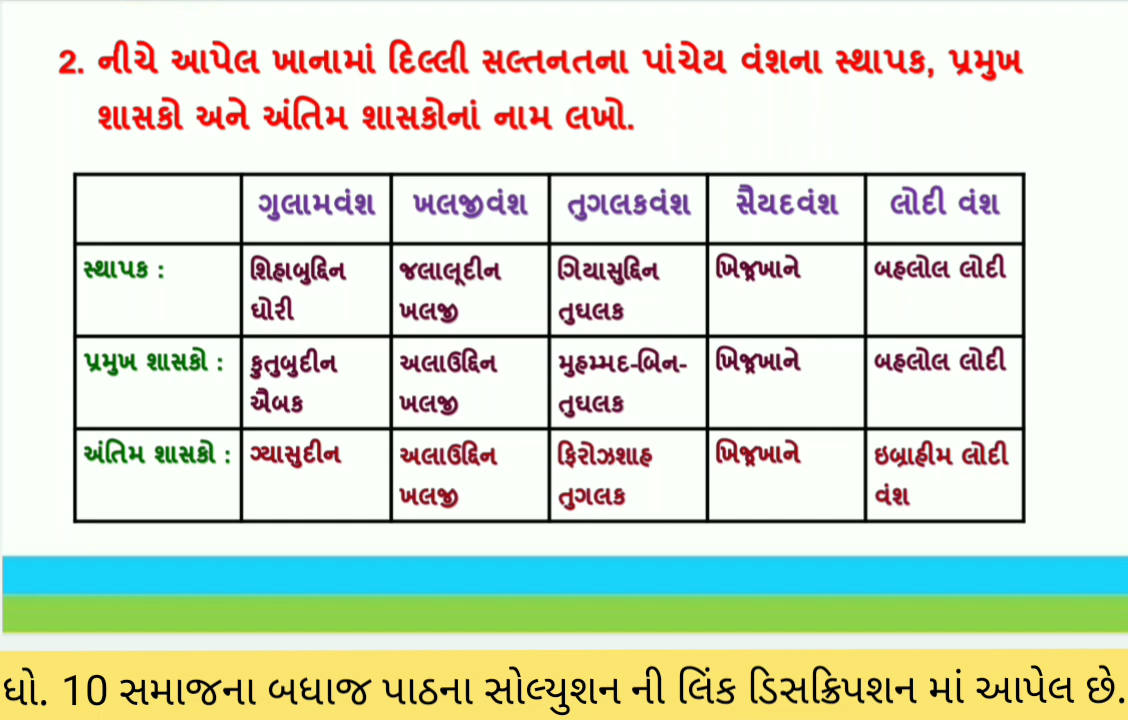 2. નીચે આપેલ ખાનામાં દિલ્લી સલ્તનતના પાંચેય વંશના સ્થાપક, પ્રમુખ
શાસકો અને અંતિમ શાસકોનાં નામ લખો.
ગુલામવંશ ખલજીવંશ તુગલકવંશ સૈયદવંશ લોદી વંશ
સ્થાપક : શિહાબુદ્દિન જલાલૂદીન ગિયાસુદ્દિન ખિજ્રખાને બહલોલ લોદી
ઘોરી ખલજી તુઘલક
પ્રમુખ શાસકો : કુતબુદીન અલાઉદ્દિન મુહમ્મદ-બિન- ખિજ્રખાને બહલોલ લોદી
ઐબક ખલજી તુઘલક
અંતિમ શાસકો : ગ્યાસુદીન અલાઉદ્દિન ફિરોઝશાહ ખિજ્રખાને ઇબ્રાહીમ લોદી
ખલજી તુગલક વંશ
ધો. 10 સમાજના બધાજ પાઠના સોલ્યુશન ની લિંક ડિસક્રિપશન માં આપેલ છે.